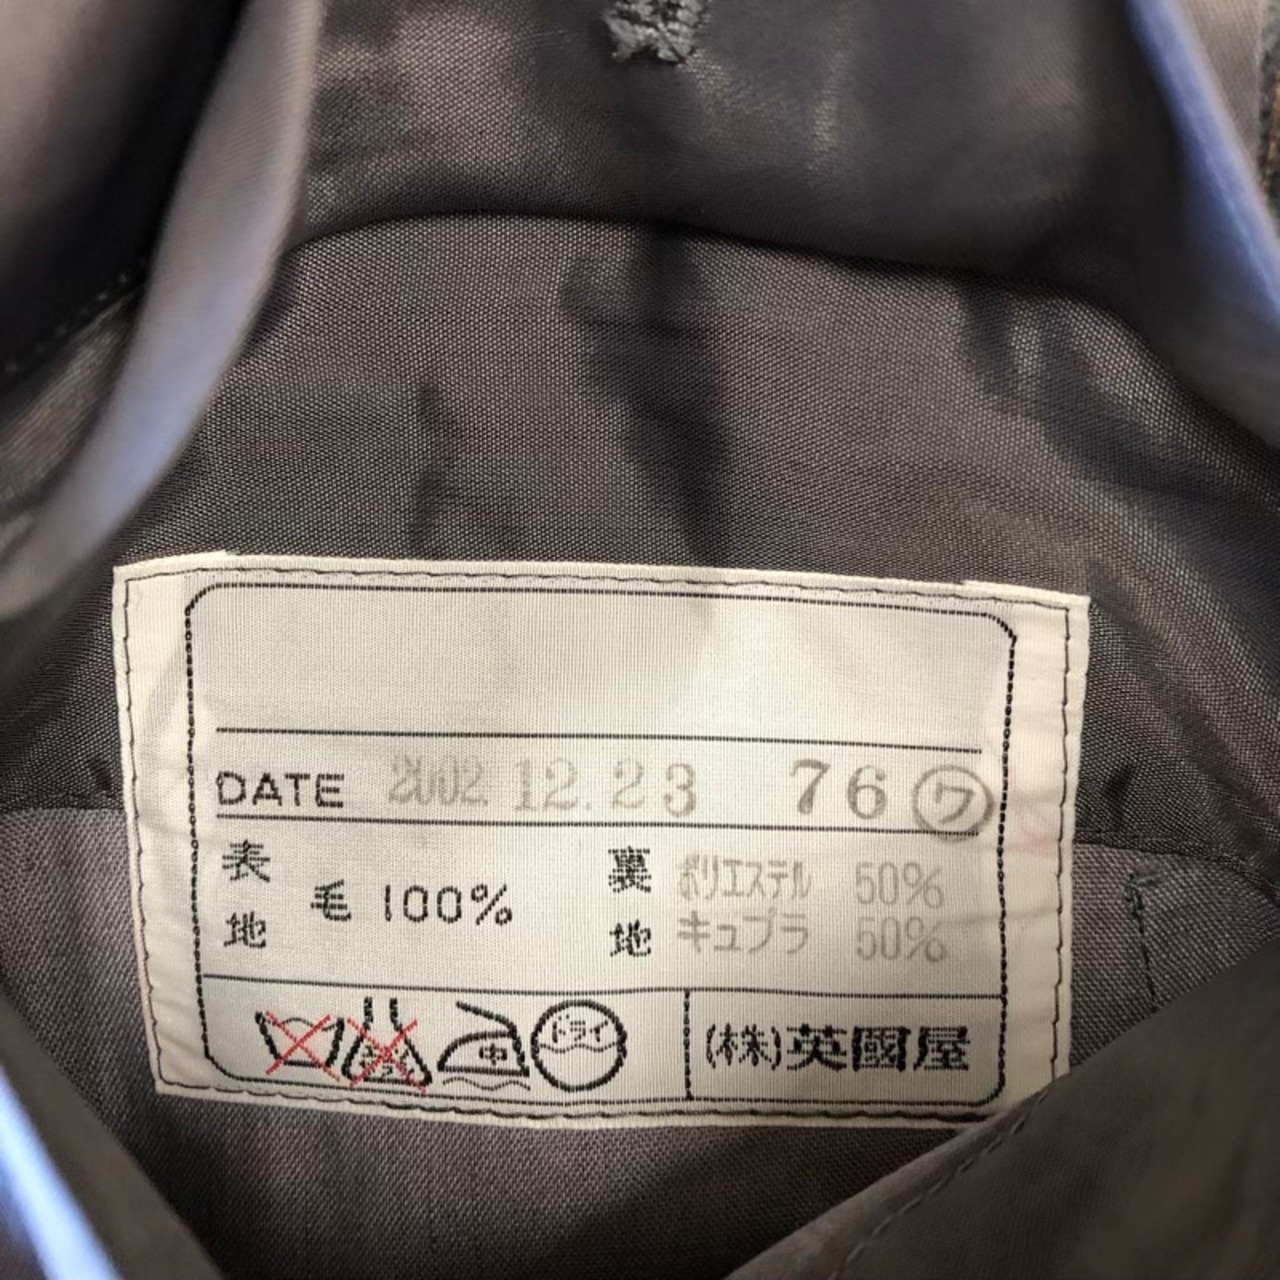 DATE 2002.12.23 76 ワ
表地 毛 100%
裏地 ポリエステル 50%
キュプラ 50%
中 ドライ (株)英國屋